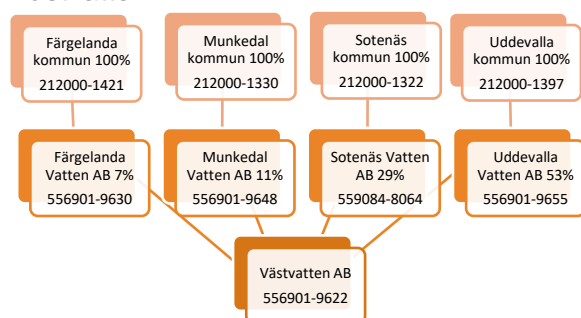 Färgelanda
kommun 100%
212000-1421
Munkedal
kommun 100%
212000-1330
Sotenäs
kommun 100%
212000-1322
Uddevalla
kommun 100%
212000-1397
Färgelanda
Vatten AB 7%
556901-9630
Munkedal
Vatten AB 11%
556901-9648
Sotenäs Vatten
AB 29%
559084-8064
Uddevalla
Vatten AB 53%
556901-9655
Västvatten AB
556901-9622